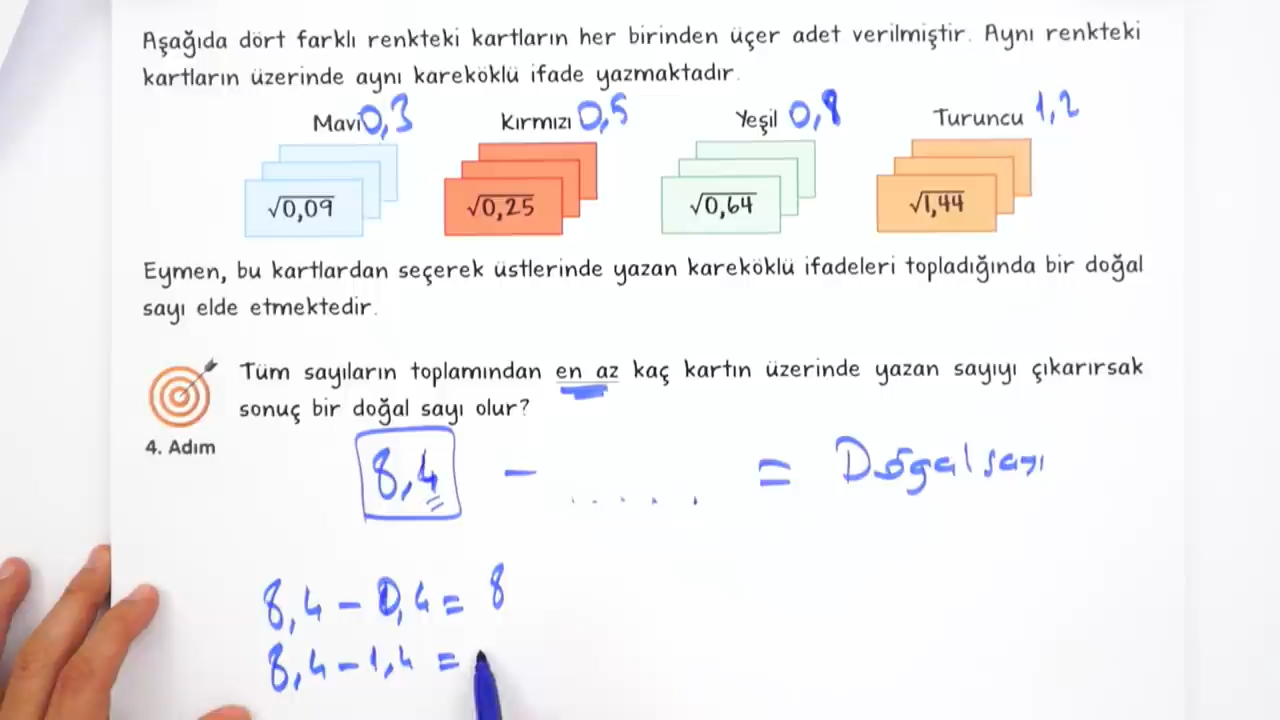 Aşağıda dört farklı renkteki kartların her birinden üçer adet verilmiştir. Aynı renkteki
kartların üzerinde aynı kareköklü ifade yazmaktadır.
Mavi 0,3 Kırmızı 0,5 Yeşil 0,8 Turuncu 1,2
√0,09 √0,25 √0,64 √1,44
Eymen, bu kartlardan seçerek üstlerinde yazan kareköklü ifadeleri topladığında bir doğal
sayı elde etmektedir.
Tüm sayıların toplamından en az kaç kartın üzerinde yazan sayıyı çıkarırsak
sonuç bir doğal sayı olur?
4. Adım
8,4 - ..... = Doğal sayı
8,4 - 0,4 = 8
8,4 - 1,4 =